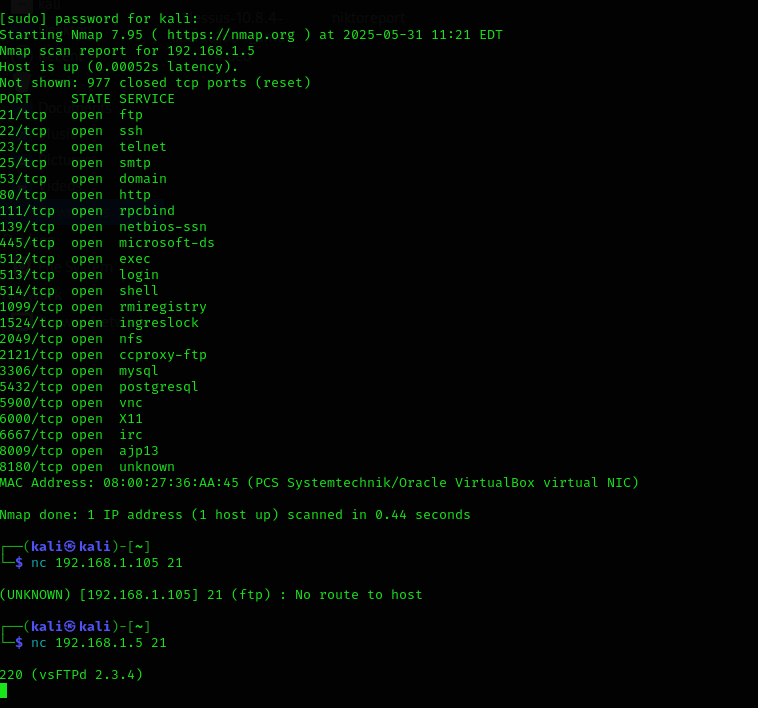 [sudo] password for kali:
Starting Nmap 7.95 ( https://nmap.org ) at 2025-05-31 11:21 EDT
Nmap scan report for 192.168.1.5
Host is up (0.00052s latency).
Not shown: 977 closed tcp ports (reset)
PORT     STATE SERVICE
21/tcp   open  ftp
22/tcp   open  ssh
23/tcp   open  telnet
25/tcp   open  smtp
53/tcp   open  domain
80/tcp   open  http
111/tcp  open  rpcbind
139/tcp  open  netbios-ssn
445/tcp  open  microsoft-ds
512/tcp  open  exec
513/tcp  open  login
514/tcp  open  shell
1099/tcp open  rmiregistry
1524/tcp open  ingreslock
2049/tcp open  nfs
2121/tcp open  ccproxy-ftp
3306/tcp open  mysql
5432/tcp open  postgresql
5900/tcp open  vnc
6000/tcp open  X11
6667/tcp open  irc
8009/tcp open  ajp13
8180/tcp open  unknown
MAC Address: 08:00:27:36:AA:45 (PCS Systemtechnik/Oracle VirtualBox virtual NIC)
Nmap done: 1 IP address (1 host up) scanned in 0.44 seconds
┌──(kali㉿kali)-[~]
└─$ nc 192.168.1.105 21
(UNKNOWN) [192.168.1.105] 21 (ftp) : No route to host
┌──(kali㉿kali)-[~]
└─$ nc 192.168.1.5 21
220 (vsFTPd 2.3.4)